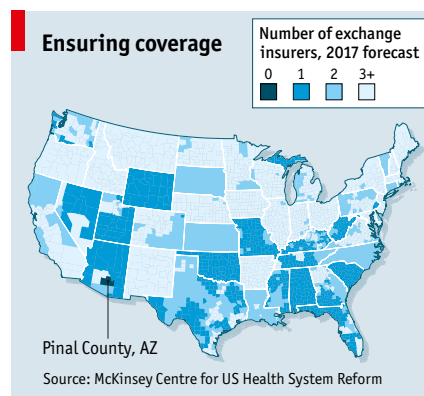 Ensuring coverage
Number of exchange
insurers, 2017 forecast
0 1 2 3+
Pinal County, AZ
Source: McKinsey Centre for US Health System Reform